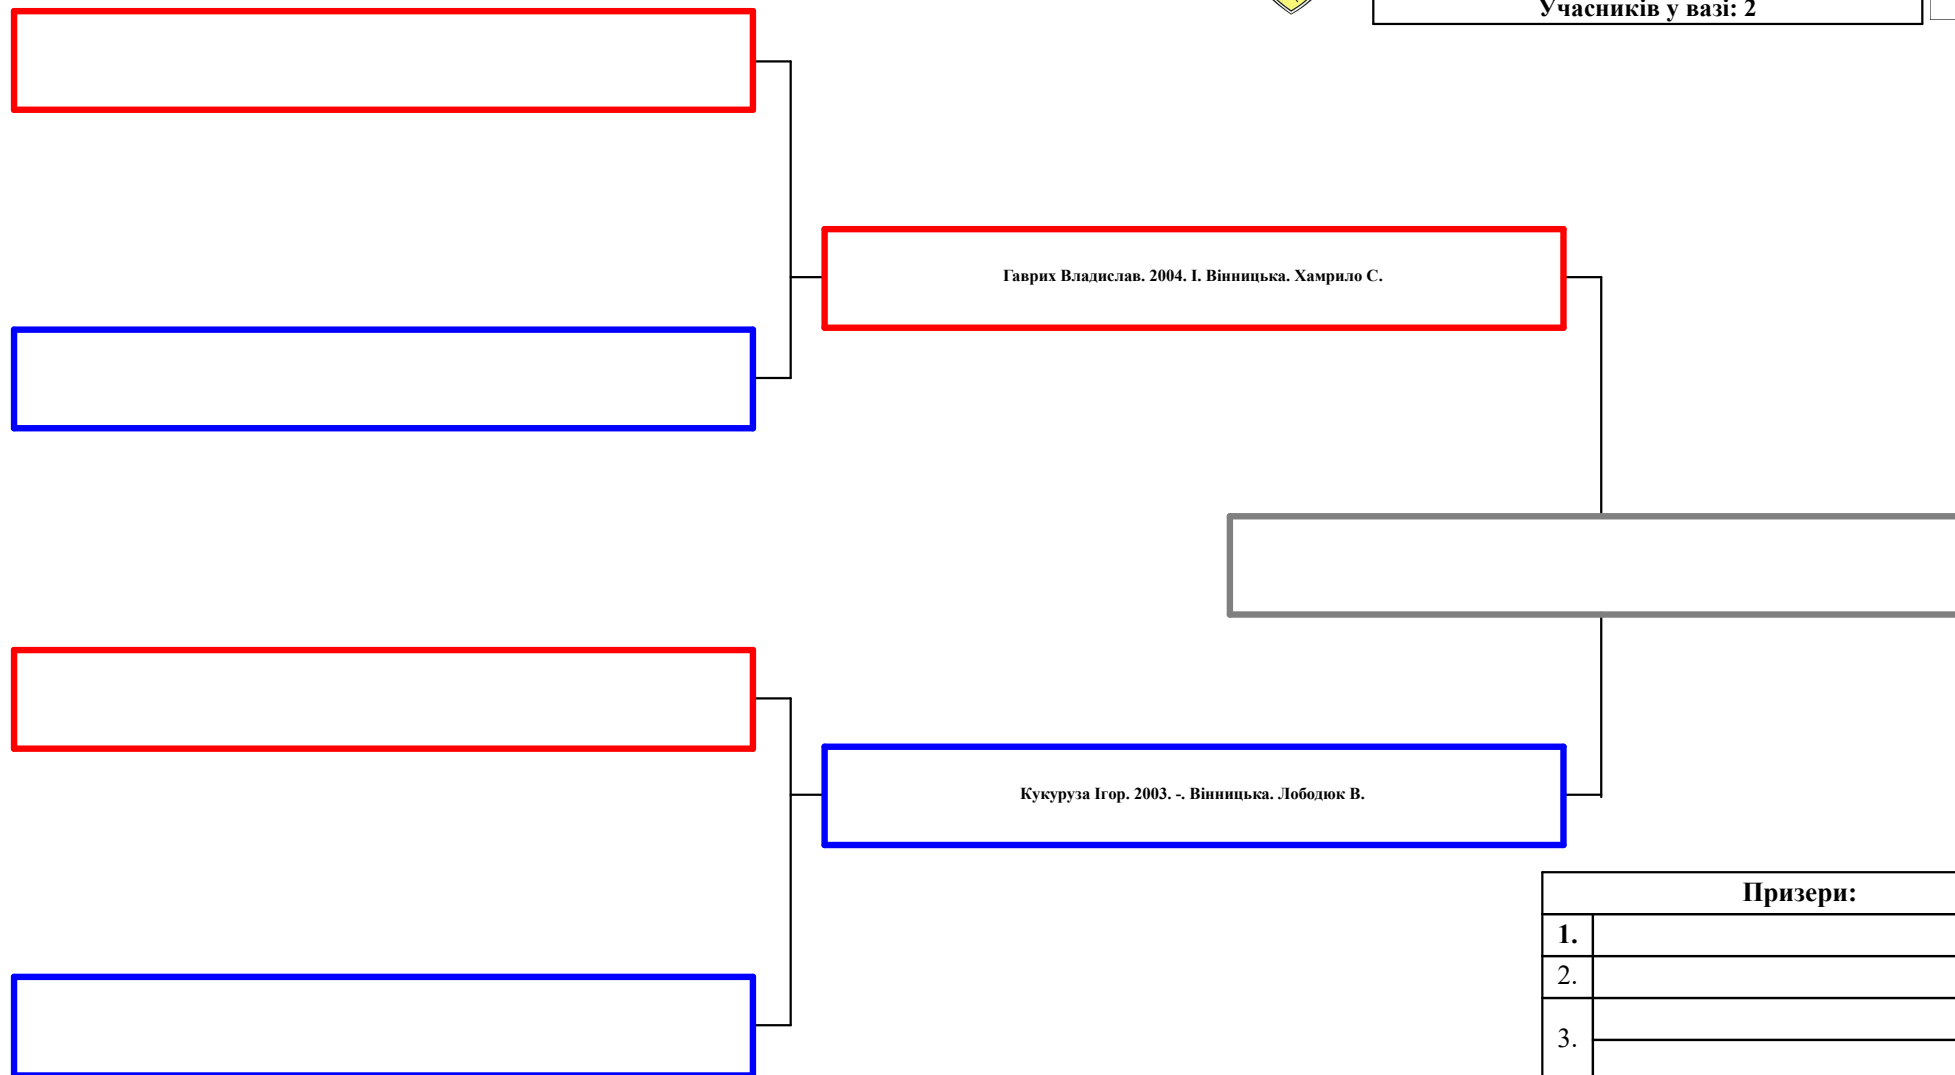 Учасників у вазі: 2
Гаврих Владислав. 2004. І. Вінницька. Хамрило С.
Кукуруза Ігор. 2003. -. Вінницька. Лободюк В.
Призери:
1.
2.
3.